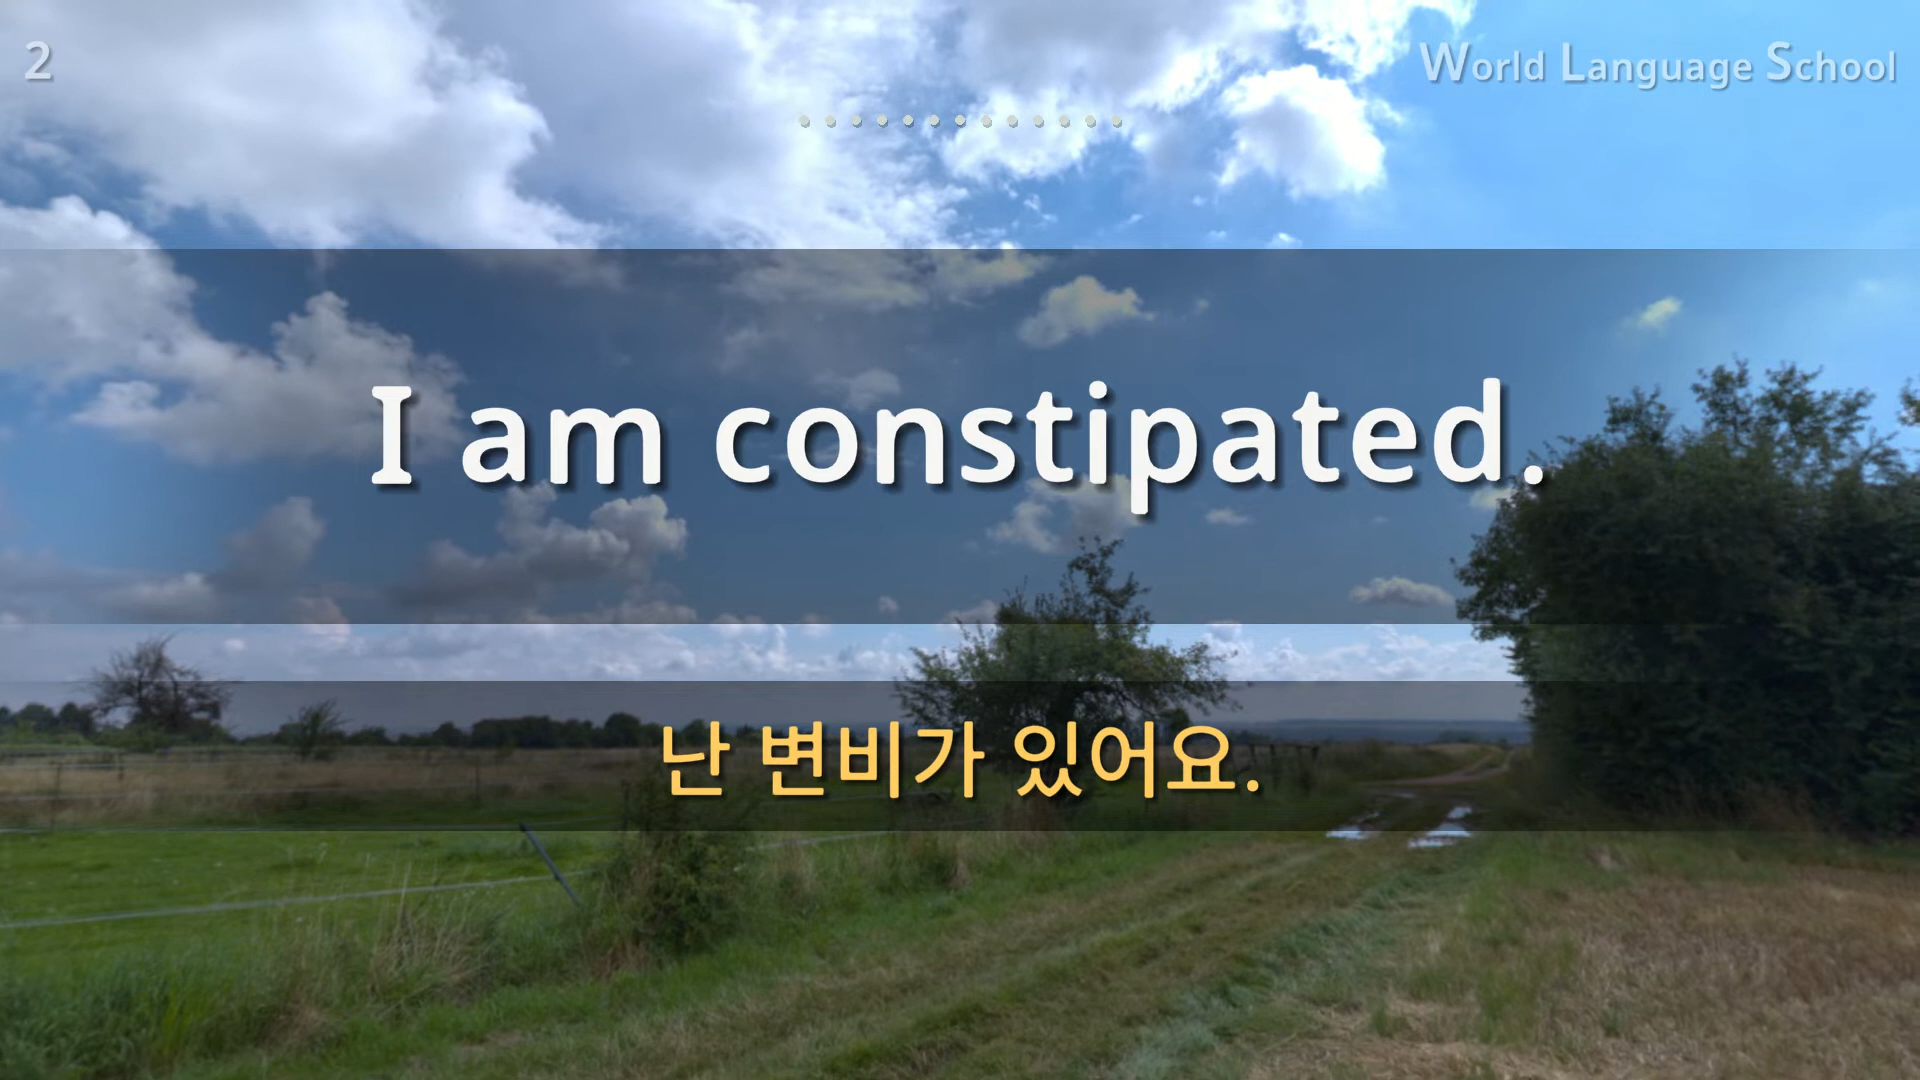 2
World Language School
I am constipated.
난 변비가 있어요.